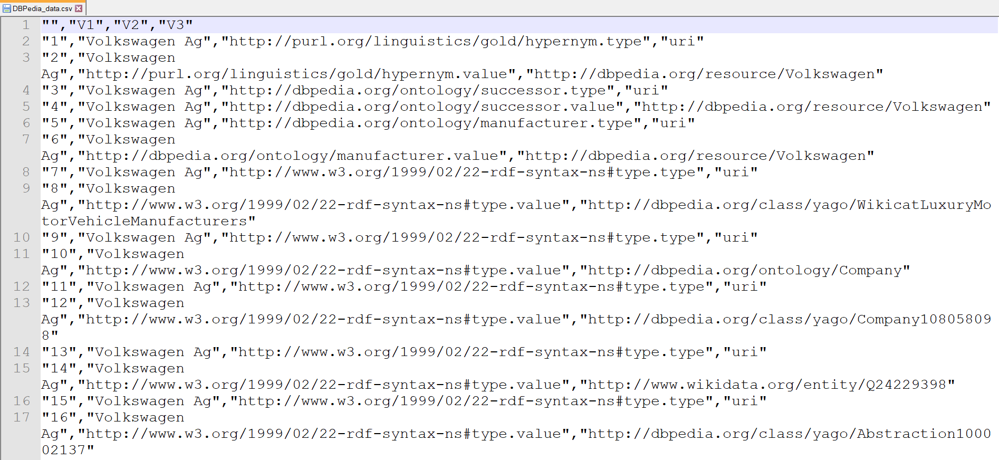 DBPedia_data.csv
1 "","V1","V2","V3"
2 "1","Volkswagen Ag","http://purl.org/linguistics/gold/hypernym.type","uri"
3 "2","Volkswagen
Ag","http://purl.org/linguistics/gold/hypernym.value","http://dbpedia.org/resource/Volkswagen"
4 "3","Volkswagen Ag","http://dbpedia.org/ontology/successor.type","uri"
5 "4","Volkswagen Ag","http://dbpedia.org/ontology/successor.value","http://dbpedia.org/resource/Volkswagen"
6 "5","Volkswagen Ag","http://dbpedia.org/ontology/manufacturer.type","uri"
7 "6","Volkswagen
Ag","http://dbpedia.org/ontology/manufacturer.value","http://dbpedia.org/resource/Volkswagen"
8 "7","Volkswagen Ag","http://www.w3.org/1999/02/22-rdf-syntax-ns#type.type","uri"
9 "8","Volkswagen
Ag","http://www.w3.org/1999/02/22-rdf-syntax-ns#type.value","http://dbpedia.org/class/yago/WikicatLuxuryMo
torVehicleManufacturers"
10 "9","Volkswagen Ag","http://www.w3.org/1999/02/22-rdf-syntax-ns#type.type","uri"
11 "10","Volkswagen
Ag","http://www.w3.org/1999/02/22-rdf-syntax-ns#type.value","http://dbpedia.org/ontology/Company"
12 "11","Volkswagen Ag","http://www.w3.org/1999/02/22-rdf-syntax-ns#type.type","uri"
13 "12","Volkswagen
Ag","http://www.w3.org/1999/02/22-rdf-syntax-ns#type.value","http://dbpedia.org/class/yago/Company10805809
8"
14 "13","Volkswagen Ag","http://www.w3.org/1999/02/22-rdf-syntax-ns#type.type","uri"
15 "14","Volkswagen
Ag","http://www.w3.org/1999/02/22-rdf-syntax-ns#type.value","http://www.wikidata.org/entity/Q24229398"
16 "15","Volkswagen Ag","http://www.w3.org/1999/02/22-rdf-syntax-ns#type.type","uri"
17 "16","Volkswagen
Ag","http://www.w3.org/1999/02/22-rdf-syntax-ns#type.value","http://dbpedia.org/class/yago/Abstraction1000
02137"